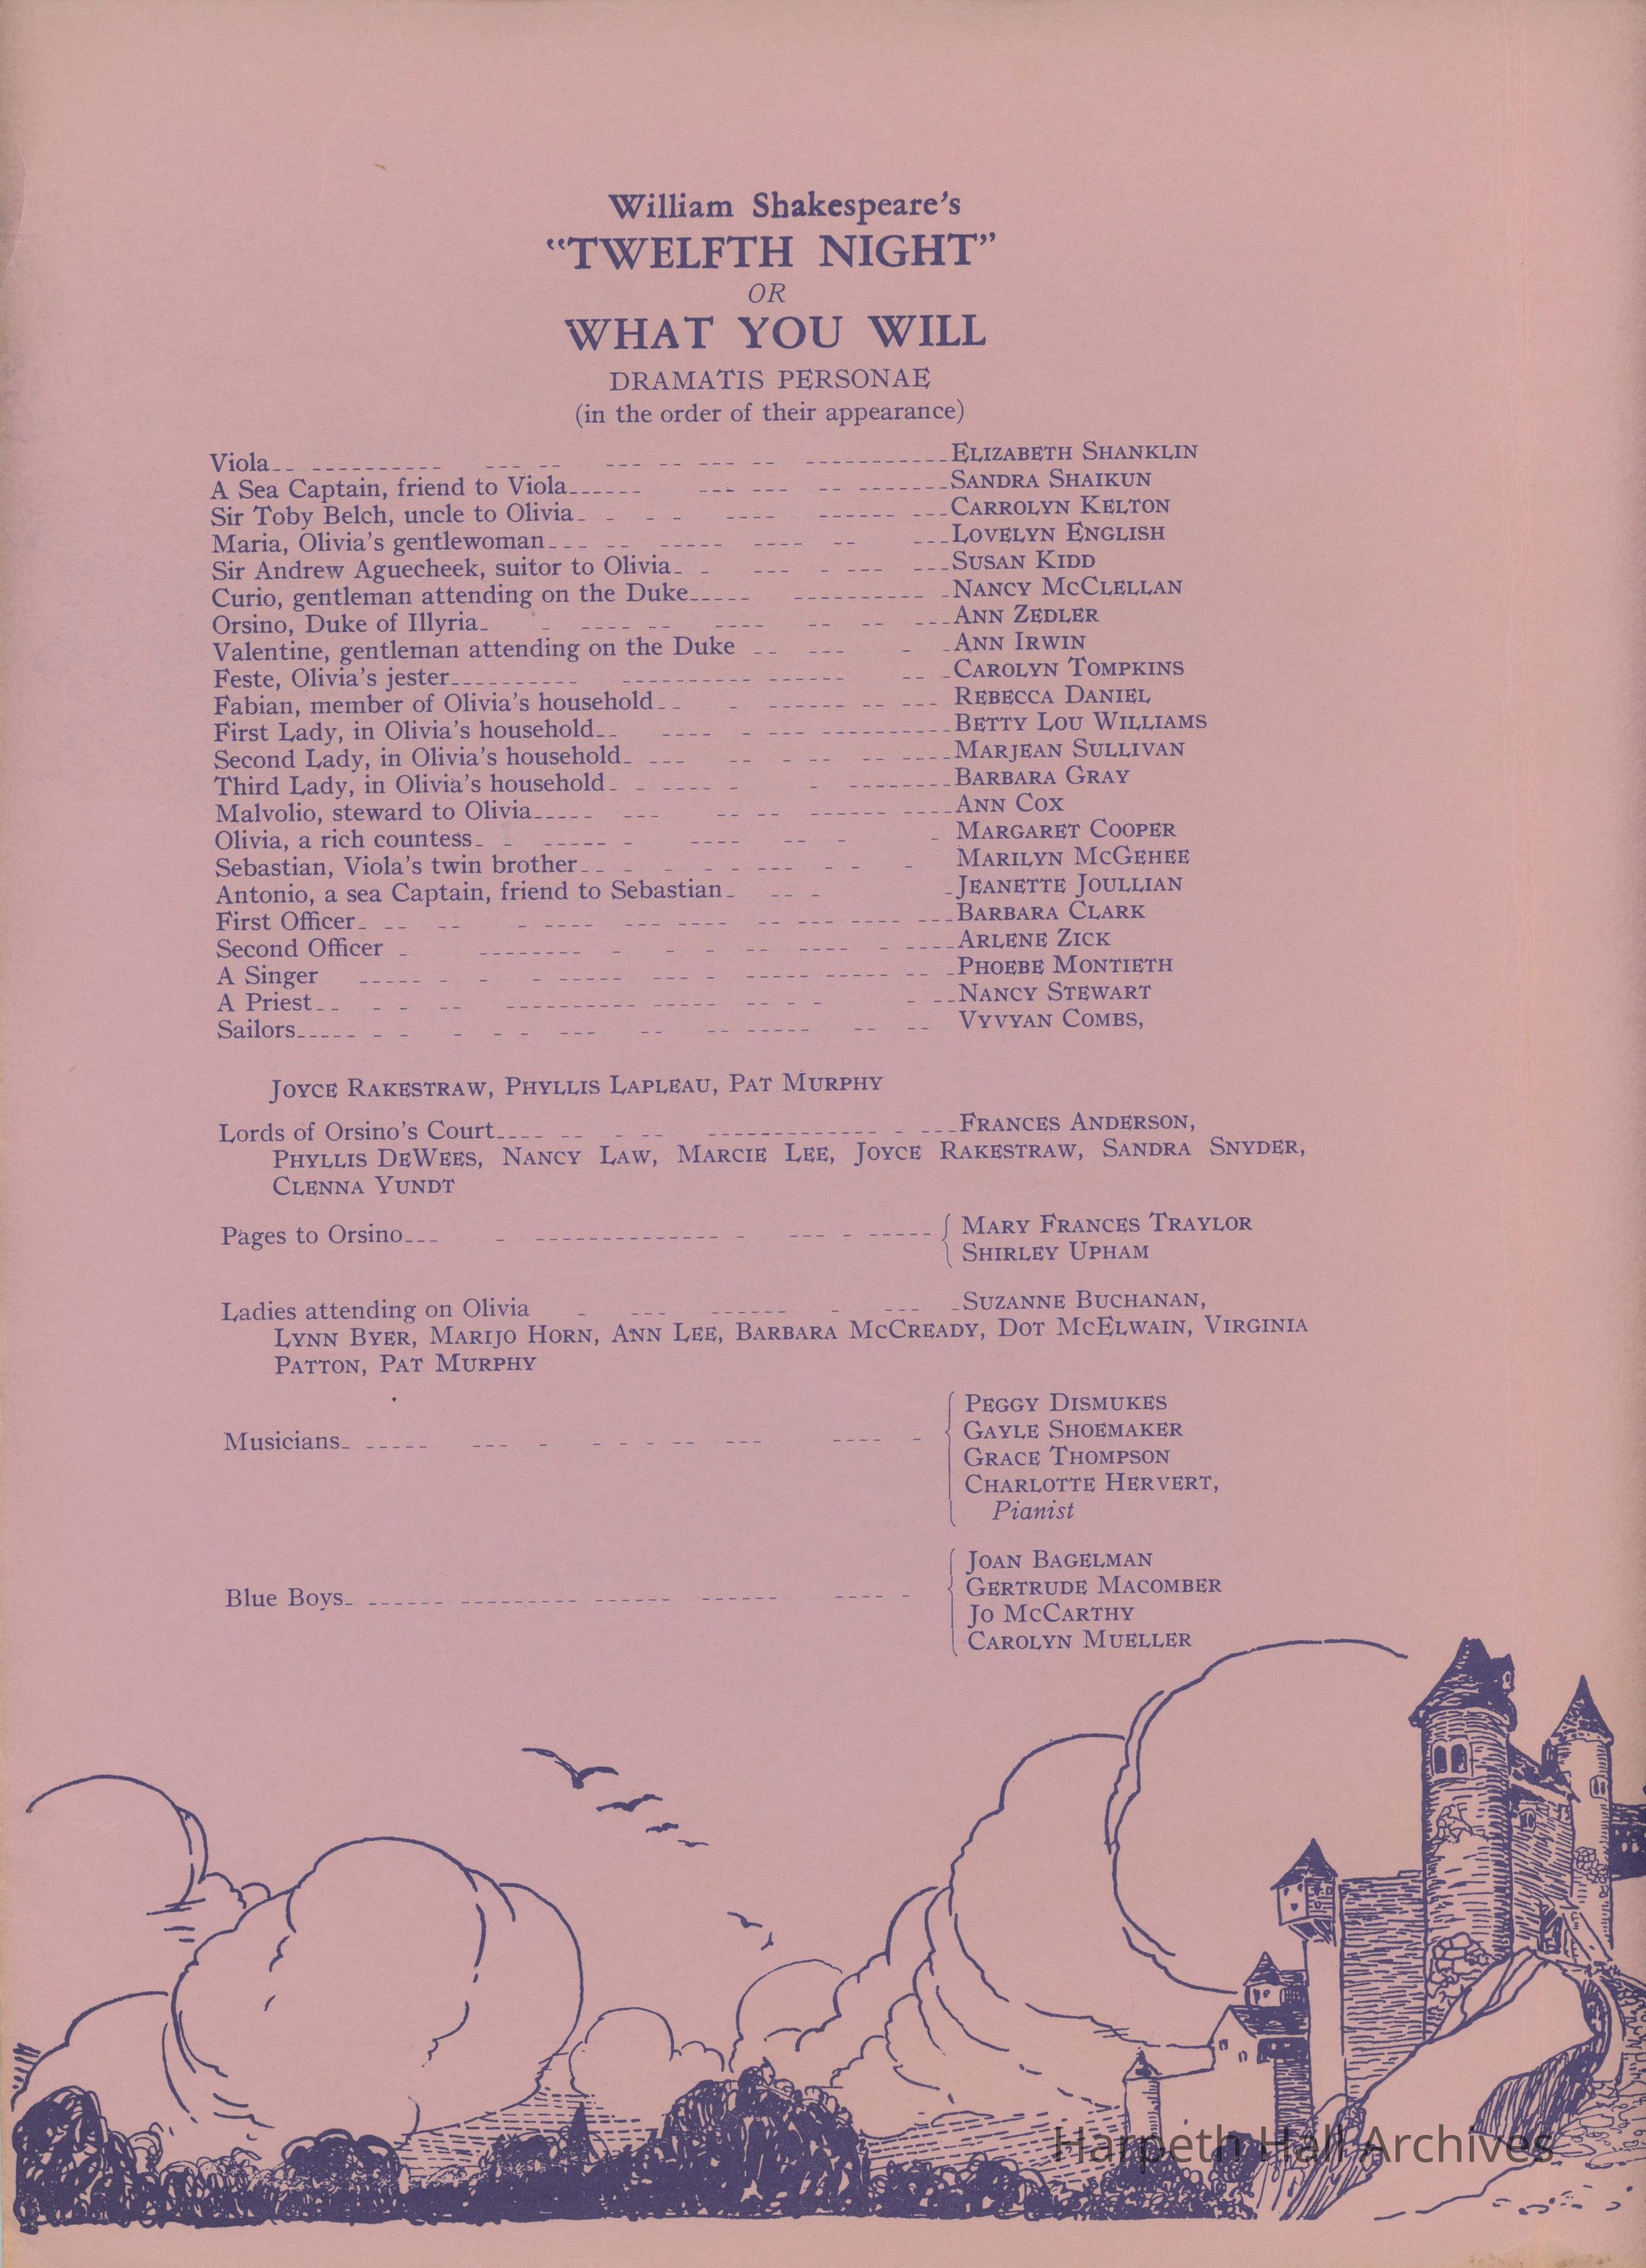 William Shakespeare's
"TWELFTH NIGHT"
OR
WHAT YOU WILL
DRAMATIS PERSONAE
(in the order of their appearance)
Viola ELIZABETH SHANKLIN
A Sea Captain, friend to Viola SANDRA SHAIKUN
Sir Toby Belch, uncle to Olivia CARROLYN KELTON
Maria, Olivia's gentlewoman LOVELYN ENGLISH
Sir Andrew Aguecheek, suitor to Olivia SUSAN KIDD
Curio, gentleman attending on the Duke NANCY MCCLELLAN
Orsino, Duke of Illyria ANN ZEDLER
Valentine, gentleman attending on the Duke ANN IRWIN
Feste, Olivia's jester CAROLYN TOMPKINS
Fabian, member of Olivia's household REBECCA DANIEL
First Lady, in Olivia's household BETTY LOU WILLIAMS
Second Lady, in Olivia's household MARJEAN SULLIVAN
Third Lady, in Olivia's household BARBARA GRAY
Malvolio, steward to Olivia ANN COX
Olivia, a rich countess MARGARET COOPER
Sebastian, Viola's twin brother MARILYN MCGEHEE
Antonio, a sea Captain, friend to Sebastian JEANETTE JOULLIAN
First Officer BARBARA CLARK
Second Officer ARLENE ZICK
A Singer PHOEBE MONTIETH
A Priest NANCY STEWART
Sailors VYVYAN COMBS,
JOYCE RAKESTRAW, PHYLLIS LAPLEAU, PAT MURPHY
Lords of Orsino's Court FRANCES ANDERSON,
PHYLLIS DEWEES, NANCY LAW, MARCIE LEE, JOYCE RAKESTRAW, SANDRA SNYDER,
CLENNA YUNDT
Pages to Orsino MARY FRANCES TRAYLOR
SHIRLEY UPHAM
Ladies attending on Olivia SUZANNE BUCHANAN,
LYNN BYER, MARIJO HORN, ANN LEE, BARBARA MCCREADY, DOT MCELWAIN, VIRGINIA
PATTON, PAT MURPHY
Musicians PEGGY DISMUKES
GAYLE SHOEMAKER
GRACE THOMPSON
CHARLOTTE HERVERT,
Pianist
Blue Boys JOAN BAGELMAN
GERTRUDE MACOMBER
JO MCCARTHY
CAROLYN MUELLER
Harpeth Hall Archives